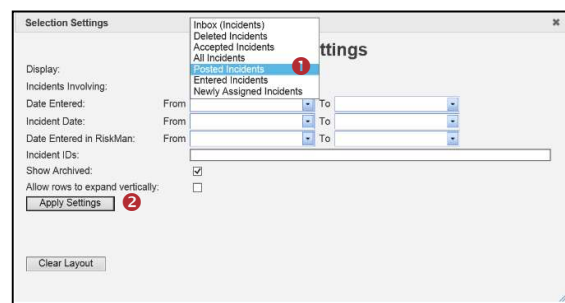 Selection Settings
Inbox (Incidents)
Deleted Incidents
Accepted Incidents
All Incidents
Posted Incidents 1
Entered Incidents
Newly Assigned Incidents
ttings
Display:
Incidents Involving:
Date Entered: From To
Incident Date: From To
Date Entered in RiskMan: From To
Incident IDs:
Show Archived:
Allow rows to expand vertically:
Apply Settings 2
Clear Layout